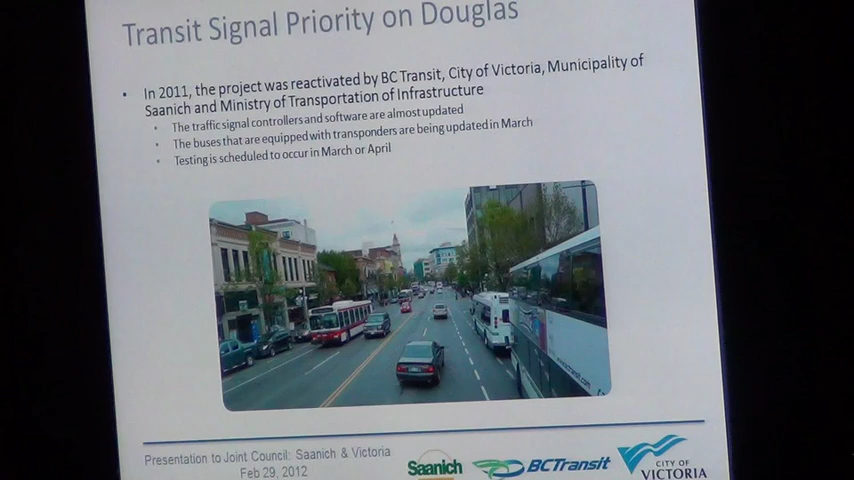 Transit Signal Priority on Douglas
• In 2011, the project was reactivated by BC Transit, City of Victoria, Municipality of
Saanich and Ministry of Transportation of Infrastructure
• The traffic signal controllers and software are almost updated
• The buses that are equipped with transponders are being updated in March
• Testing is scheduled to occur in March or April
Presentation to Joint Council: Saanich & Victoria
Feb 29, 2012
Saanich
BC Transit
CITY OF
VICTORIA